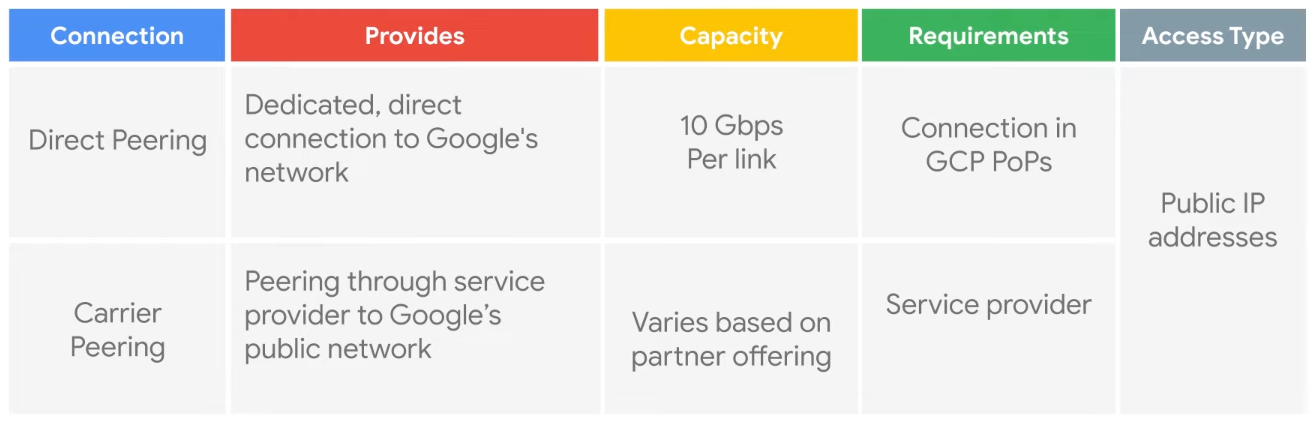 Connection
Provides
Capacity
Requirements
Access Type
Direct Peering
Dedicated, direct
connection to Google's
network
10 Gbps
Per link
Connection in
GCP PoPs
Public IP
addresses
Carrier
Peering
Peering through service
provider to Google’s
public network
Varies based on
partner offering
Service provider